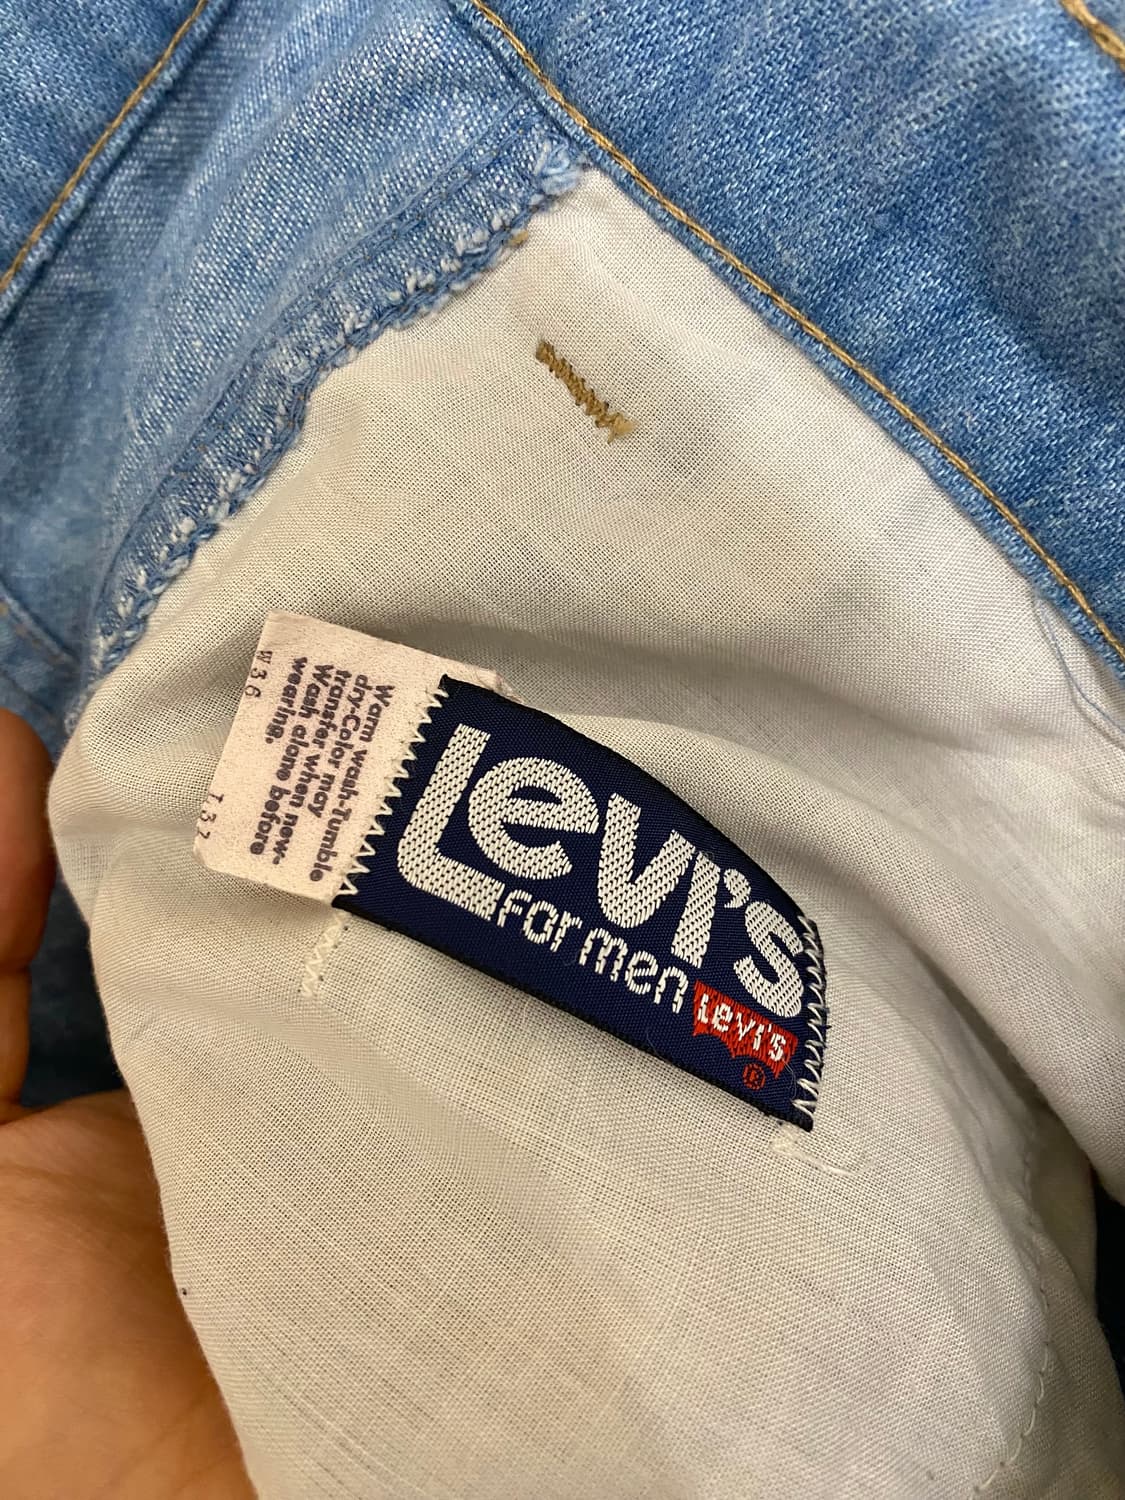 Levi's
for men
Levi's
®
Warm wash-Tumble
dry-Color may
transfer when new-
Wash alone before
wearing.
W36 L32